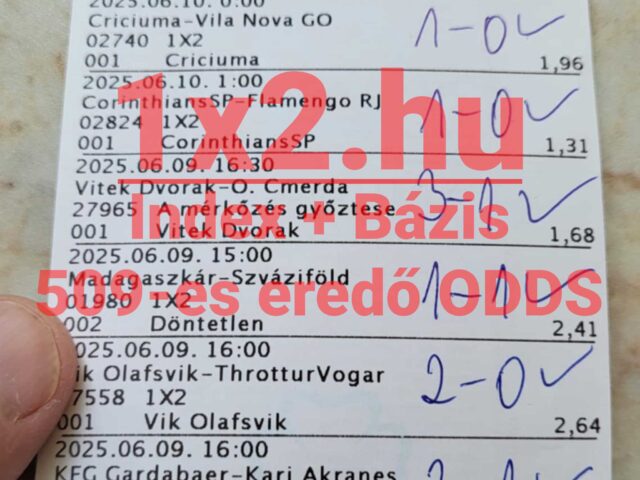 2025.06.10. 0:00
Criciuma-Vila Nova GO
1-0 ✓
02740 1X2
001 Criciuma 1,96
2025.06.10. 1:00
CorinthiansSP-Flamengo RJ
1-0 ✓
02824 1X2
001 CorinthiansSP 1,31
1x2.hu
2025.06.09. 16:30
Vitek Dvorak-O. Cmerda
3-1 ✓
27965 A mérkőzés győztese
001 Vitek Dvorak 1,68
Index + Bázis
2025.06.09. 15:00
Madagaszkár-Szváziföld
1-1 ✓
01980 1X2
002 Döntetlen 2,41
509-es eredő ODDS
2025.06.09. 16:00
ik Olafsvik-ThrotturVogar
2-0 ✓
7558 1X2
001 Vik Olafsvik 2,64
2025.06.09. 16:00
KFG Gardabaer-Kari Akranes